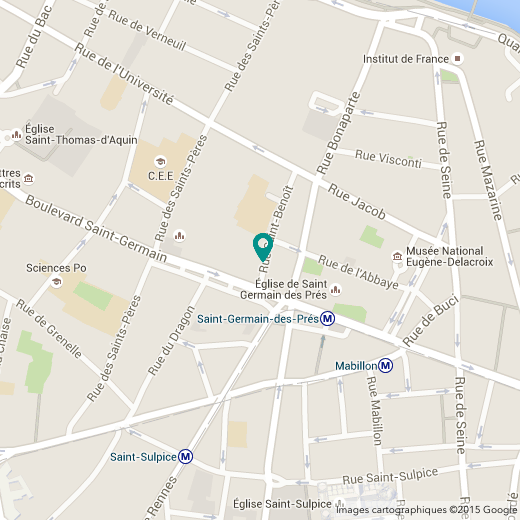 Rue du Bac
Rue de Verneuil
Rue de l'Université
Rue des Saints-Pères
Quai
Institut de France
Rue Bonaparte
Rue de Seine
Rue Mazarine
Église
Saint-Thomas-d'Aquin
C.E.E
Rue Visconti
ttres
crits
Rue Jacob
Rue des Saints-Pères
Boulevard Saint-Germain
Rue Saint-Benoît
Musée National
Eugène-Delacroix
Rue de l'Abbaye
Sciences Po
Église de Saint
Germain des Prés
Saint-Germain-des-Prés M
Rue de Buci
Rue de Grenelle
Rue du Dragon
Rue des Saints-Pères
a Chaise
Mabillon M
Rue Mabillon
Rue de Seine
Saint-Sulpice M
Rue Saint-Sulpice
Rennes
Église Saint-Sulpice
Images cartographiques ©2015 Google